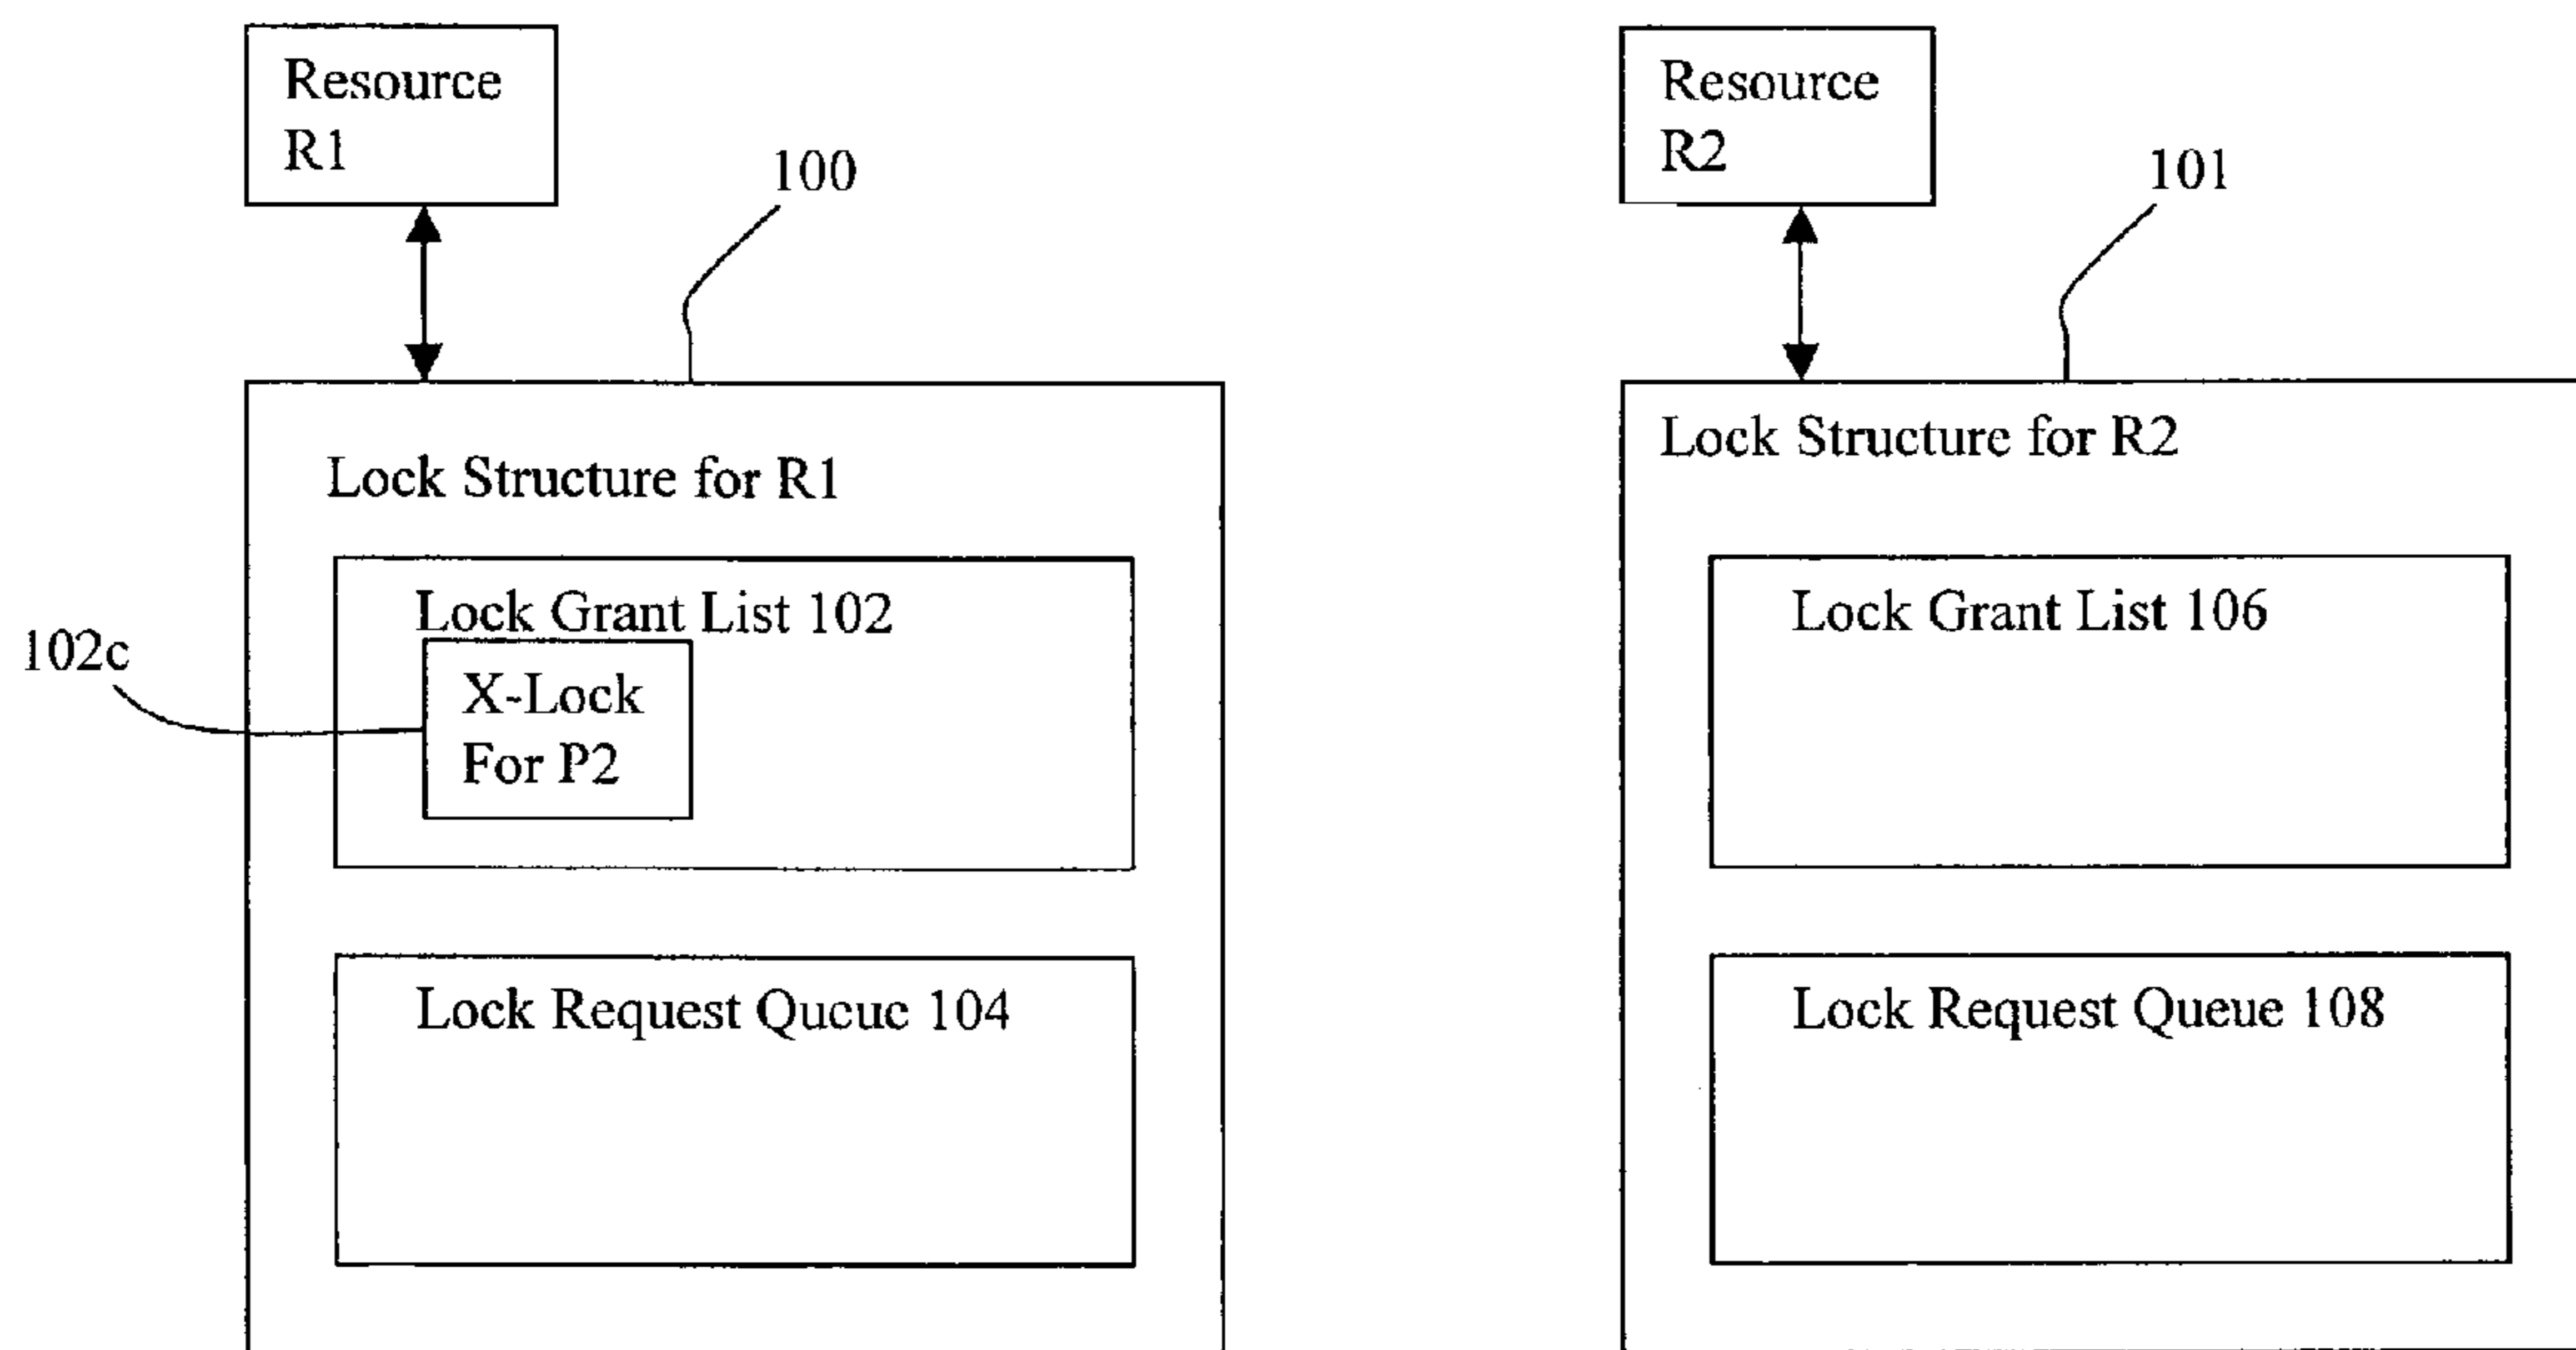 Resource
R1
100
Lock Structure for R1
Lock Grant List 102
102c
X-Lock
For P2
Lock Request Queue 104
Resource
R2
101
Lock Structure for R2
Lock Grant List 106
Lock Request Queue 108